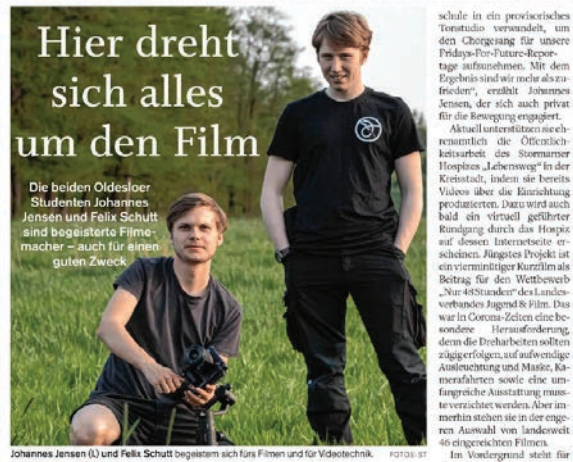 Hier dreht
sich alles
um den Film
Die beiden Oldesloer
Studenten Johannes
Jensen und Felix Schutt
sind begeisterte Filme-
macher – auch für einen
guten Zweck
Johannes Jensen (L) und Felix Schutt begeistern sich fürs Filmen und für Videotechnik.
FOTOS: ST
schule in ein provisorisches
Tonstudio verwandelt, um
den Chorgesang für unsere
Fridays-For-Future-Repor-
tage aufzunehmen. Mit dem
Ergebnis sind wir mehr als zu-
frieden“, erzählt Johannes
Jensen, der sich auch privat
für die Bewegung engagiert.
Aktuell unterstützen sie eh-
renamtlich die Öffentlich-
keitsarbeit des Stormarner
Hospizes „Lebensweg“ in der
Kreisstadt, indem sie bereits
Videos über die Einrichtung
produzierten. Dazu wird auch
bald ein virtuell geführter
Rundgang durch das Hospiz
auf dessen Internetseite er-
scheinen. Jüngstes Projekt ist
ein vierminütiger Kurzfilm als
Beitrag für den Wettbewerb
„Nur 48 Stunden“ des Landes-
verbandes Jugend & Film. Das
war in Corona-Zeiten eine be-
sondere Herausforderung,
denn die Dreharbeiten sollten
zügig erfolgen, auf aufwendige
Ausleuchtung und Maske, Ka-
merafahrten sowie eine um-
fangreiche Ausstattung muss-
te verzichtet werden. Aber im-
merhin stehen sie in der enge-
ren Auswahl von landesweit
46 eingereichten Filmen.
Im Vordergrund steht für